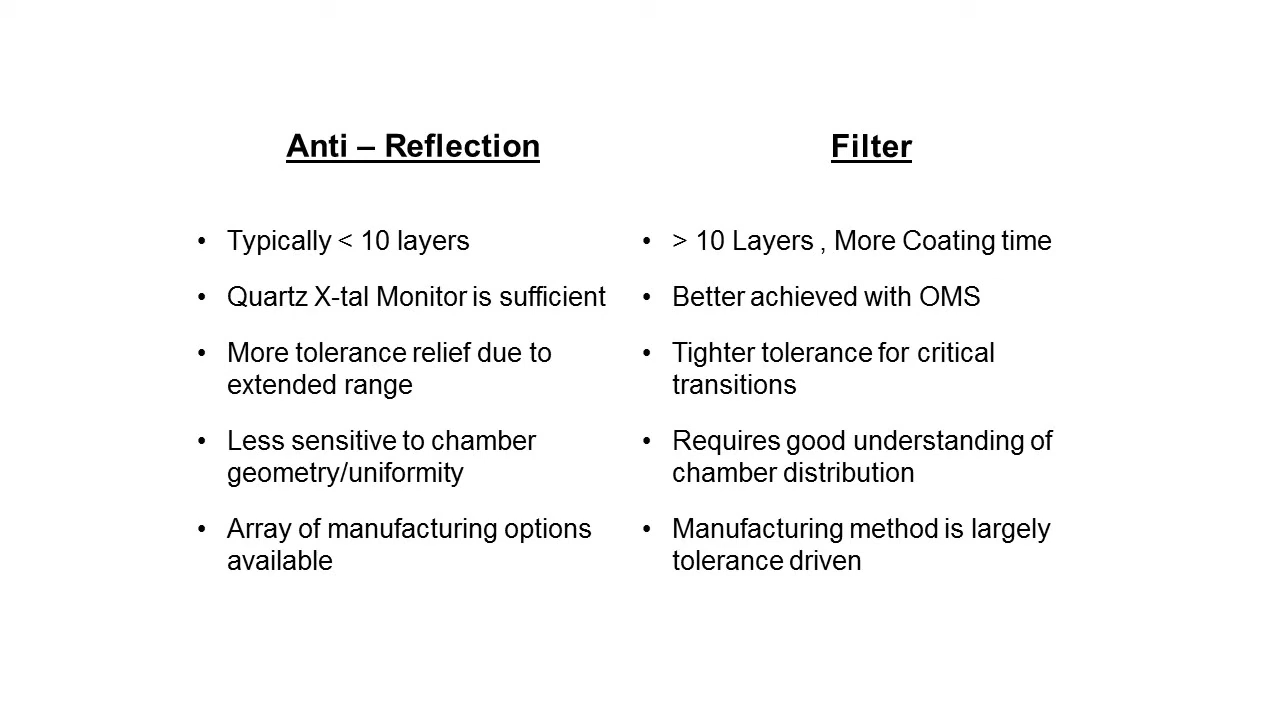 Anti – Reflection
• Typically < 10 layers
• Quartz X-tal Monitor is sufficient
• More tolerance relief due to
extended range
• Less sensitive to chamber
geometry/uniformity
• Array of manufacturing options
available
Filter
• > 10 Layers , More Coating time
• Better achieved with OMS
• Tighter tolerance for critical
transitions
• Requires good understanding of
chamber distribution
• Manufacturing method is largely
tolerance driven